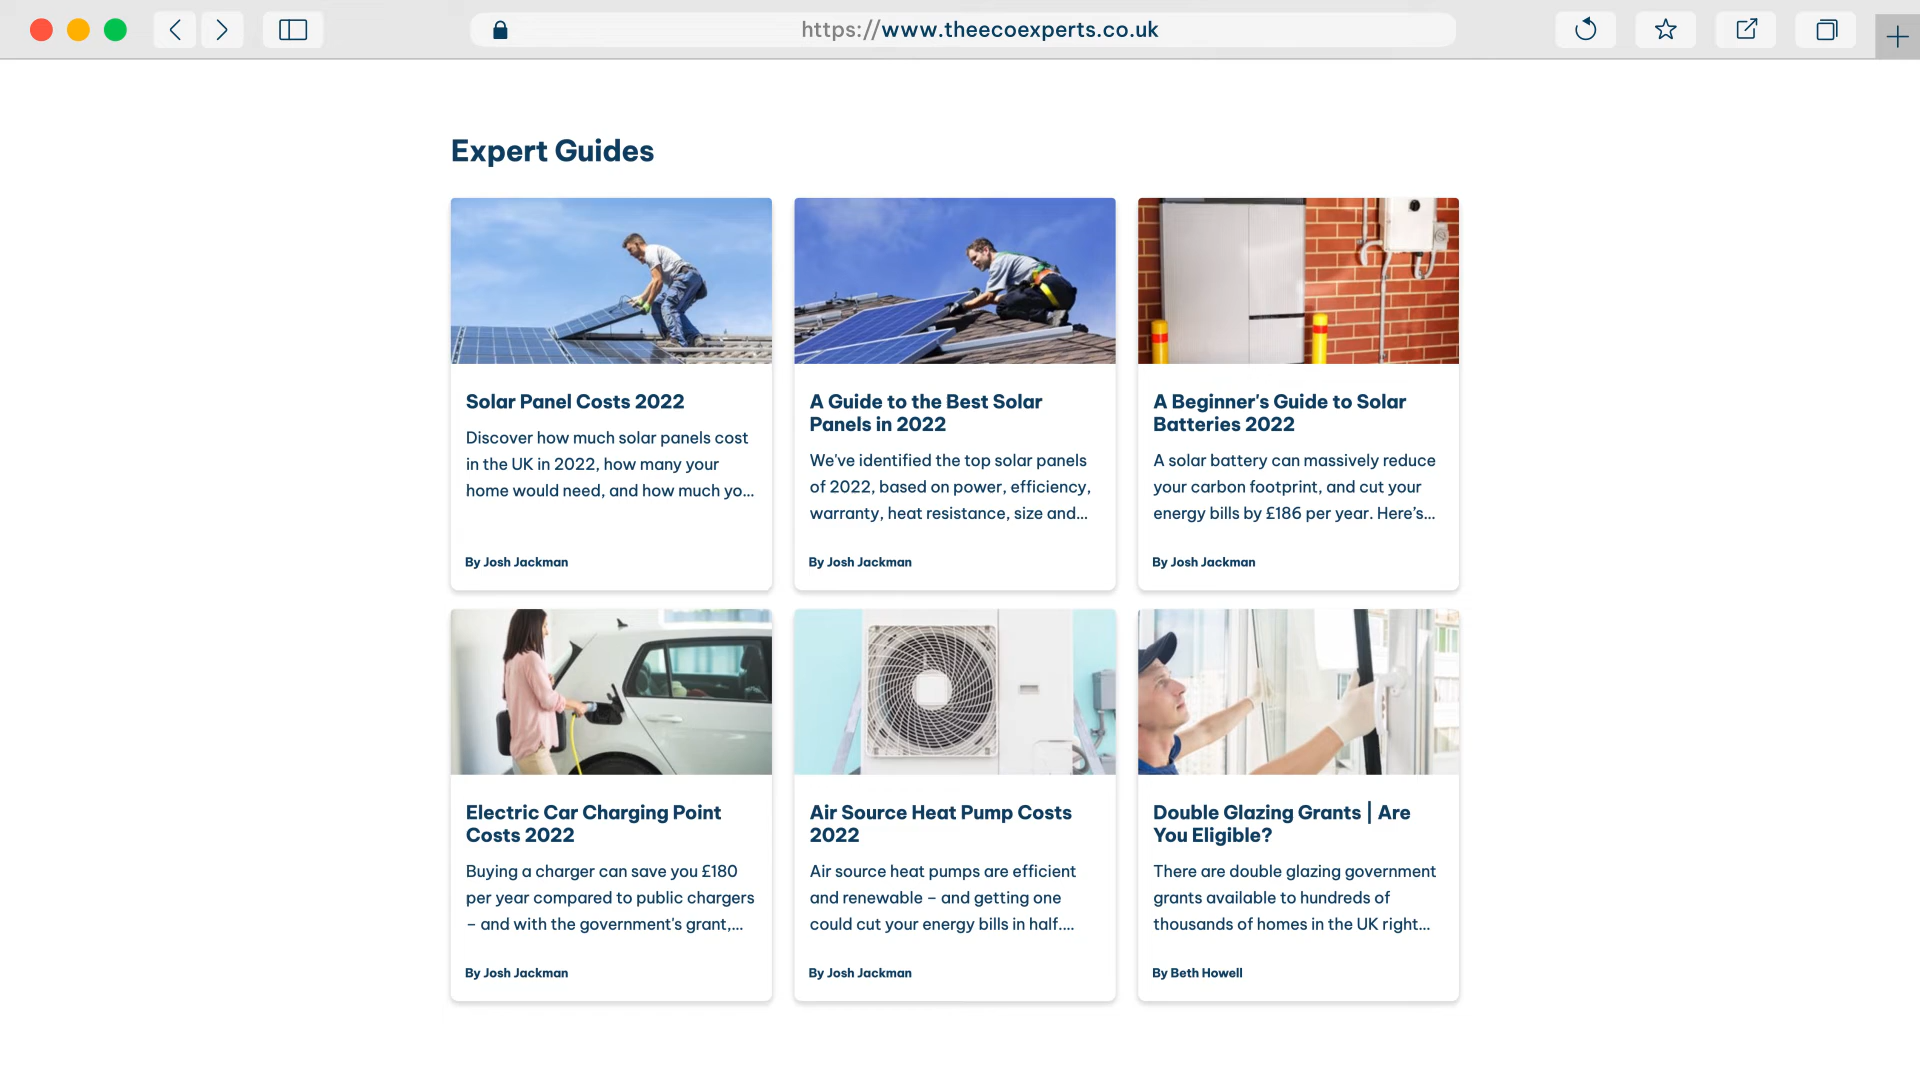 https://www.theecoexperts.co.uk
Expert Guides
Solar Panel Costs 2022
Discover how much solar panels cost
in the UK in 2022, how many your
home would need, and how much yo...
By Josh Jackman
A Guide to the Best Solar
Panels in 2022
We've identified the top solar panels
of 2022, based on power, efficiency,
warranty, heat resistance, size and...
By Josh Jackman
A Beginner's Guide to Solar
Batteries 2022
A solar battery can massively reduce
your carbon footprint, and cut your
energy bills by £186 per year. Here’s...
By Josh Jackman
Electric Car Charging Point
Costs 2022
Buying a charger can save you £180
per year compared to public chargers
– and with the government's grant,...
By Josh Jackman
Air Source Heat Pump Costs
2022
Air source heat pumps are efficient
and renewable – and getting one
could cut your energy bills in half....
By Josh Jackman
Double Glazing Grants | Are
You Eligible?
There are double glazing government
grants available to hundreds of
thousands of homes in the UK right...
By Beth Howell